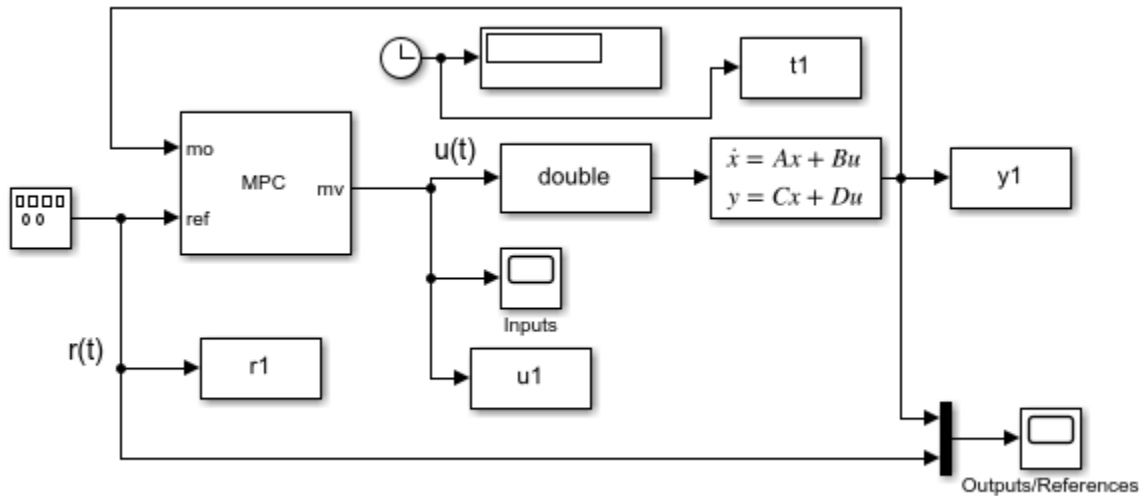 t1
mo
MPC
mv
ref
u(t)
double
ẋ = Ax + Bu
y = Cx + Du
y1
Inputs
r(t)
r1
u1
Outputs/References